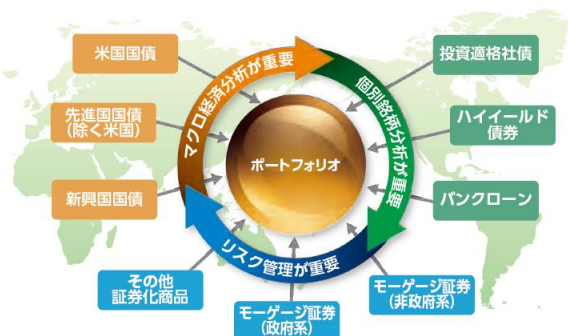 米国国債
先進国国債
(除く米国)
新興国国債
マクロ経済分析が重要
個別銘柄分析が重要
リスク管理が重要
ポートフォリオ
投資適格社債
ハイイールド
債券
バンクローン
その他
証券化商品
モーゲージ証券
(政府系)
モーゲージ証券
(非政府系)